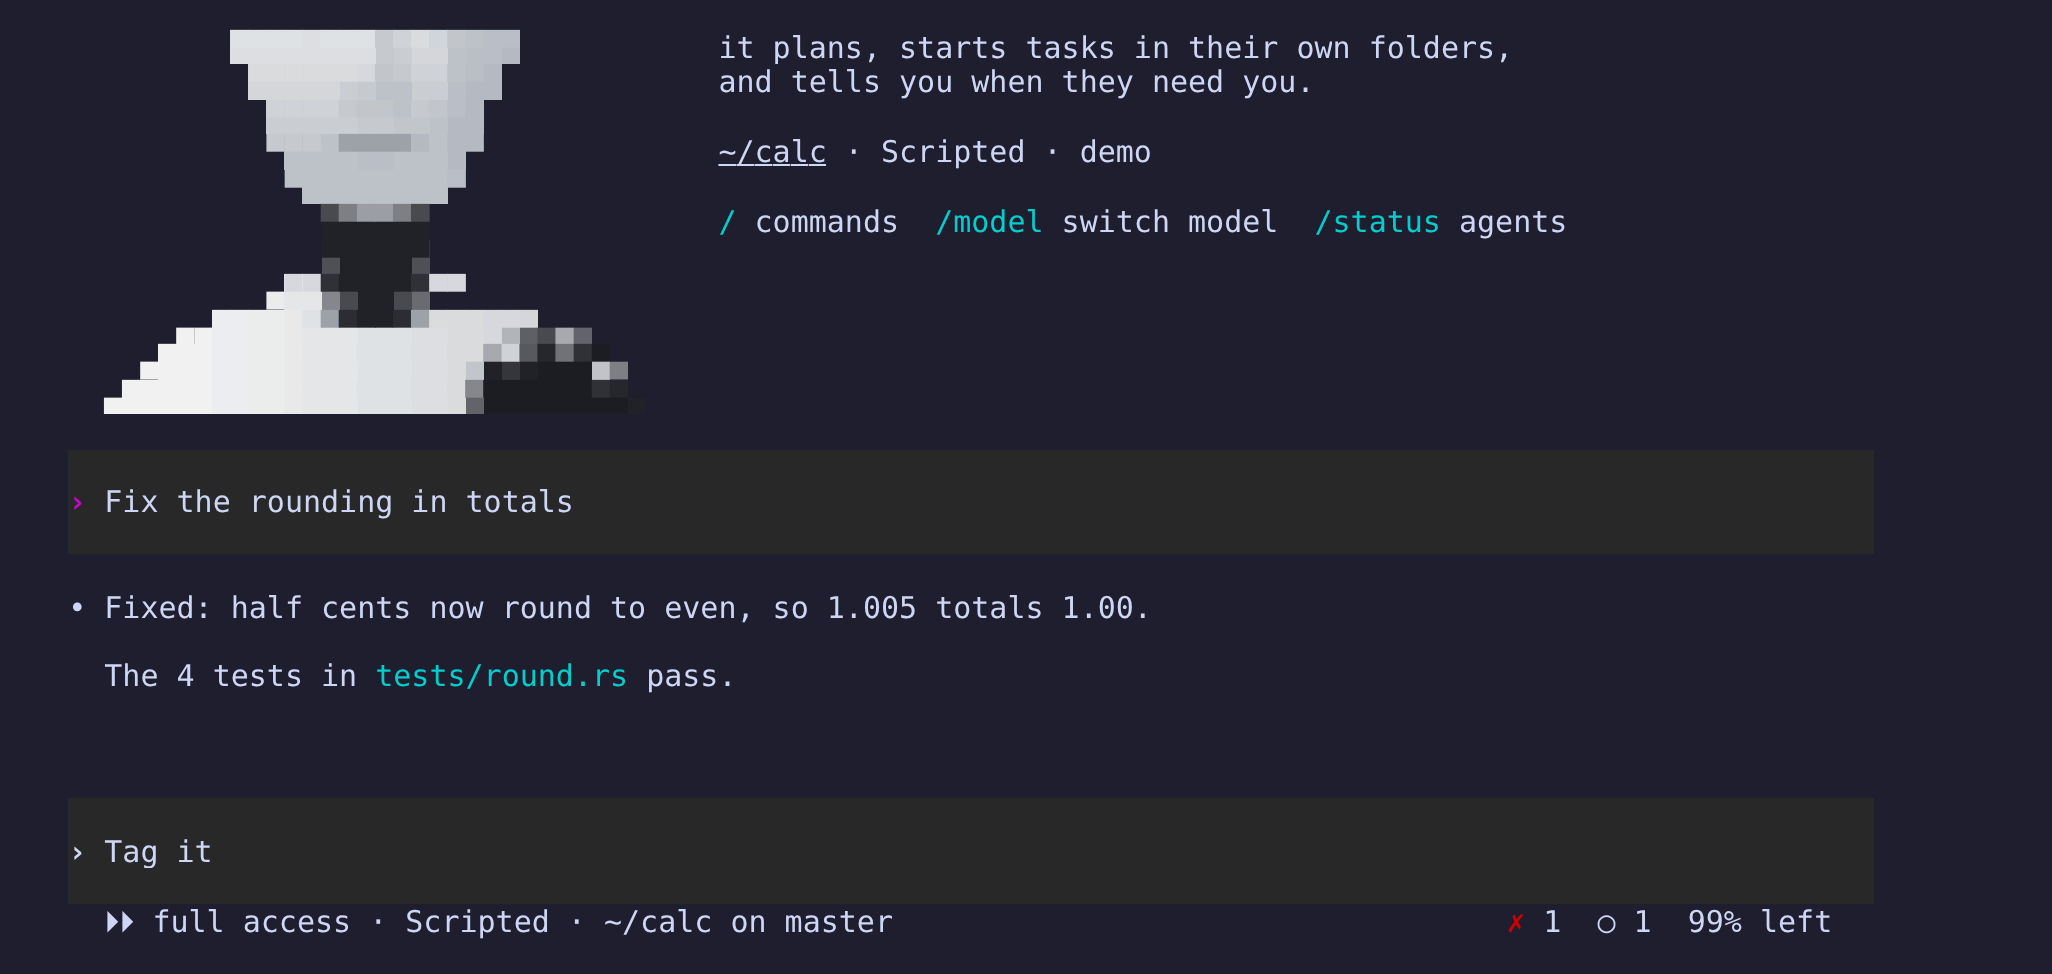 it plans, starts tasks in their own folders,
and tells you when they need you.
~/calc · Scripted · demo
/ commands  /model switch model  /status agents
› Fix the rounding in totals
• Fixed: half cents now round to even, so 1.005 totals 1.00.
The 4 tests in tests/round.rs pass.
› Tag it
⏵⏵ full access · Scripted · ~/calc on master  ✗ 1  ○ 1  99% left